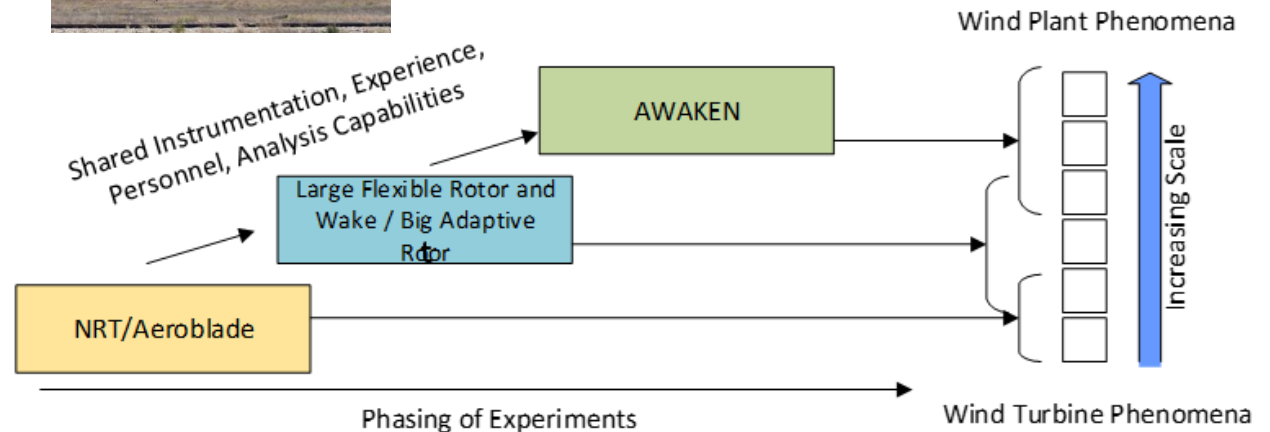 Wind Plant Phenomena
Shared Instrumentation, Experience,
Personnel, Analysis Capabilities
AWAKEN
Large Flexible Rotor and
Wake / Big Adaptive
Rotor
NRT/Aeroblade
Increasing Scale
Phasing of Experiments
Wind Turbine Phenomena